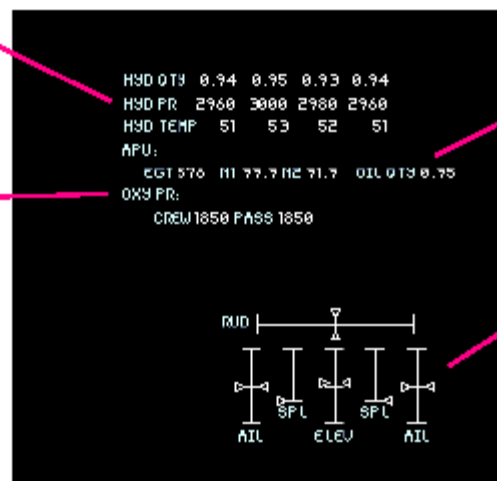 HYD QTY 0.94 0.95 0.93 0.94
HYD PR 2960 3000 2980 2960
HYD TEMP 51 53 52 51
APU:
EGT 576 N1 99.9 N2 91.9 OIL QTY 0.95
OXY PR:
CREW 1850 PASS 1850
RUD
SPL SPL
AIL ELEV AIL